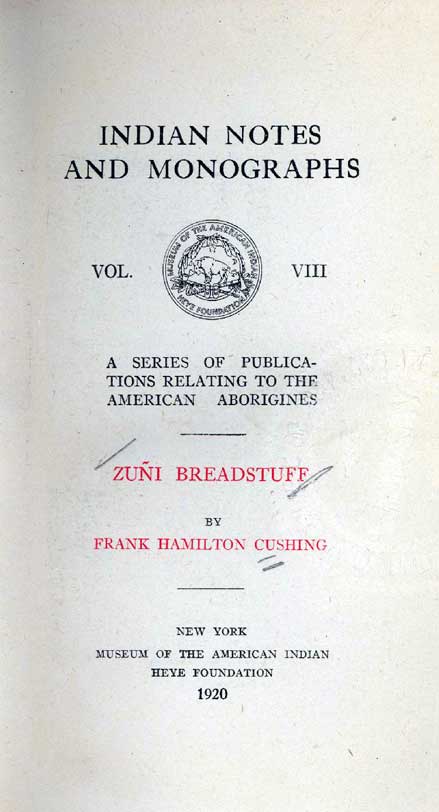 INDIAN NOTES
AND MONOGRAPHS
MUSEUM OF THE AMERICAN INDIAN
HEYE FOUNDATION
VOL. VIII
A SERIES OF PUBLICA-
TIONS RELATING TO THE
AMERICAN ABORIGINES
ZUÑI BREADSTUFF
BY
FRANK HAMILTON CUSHING
NEW YORK
MUSEUM OF THE AMERICAN INDIAN
HEYE FOUNDATION
1920